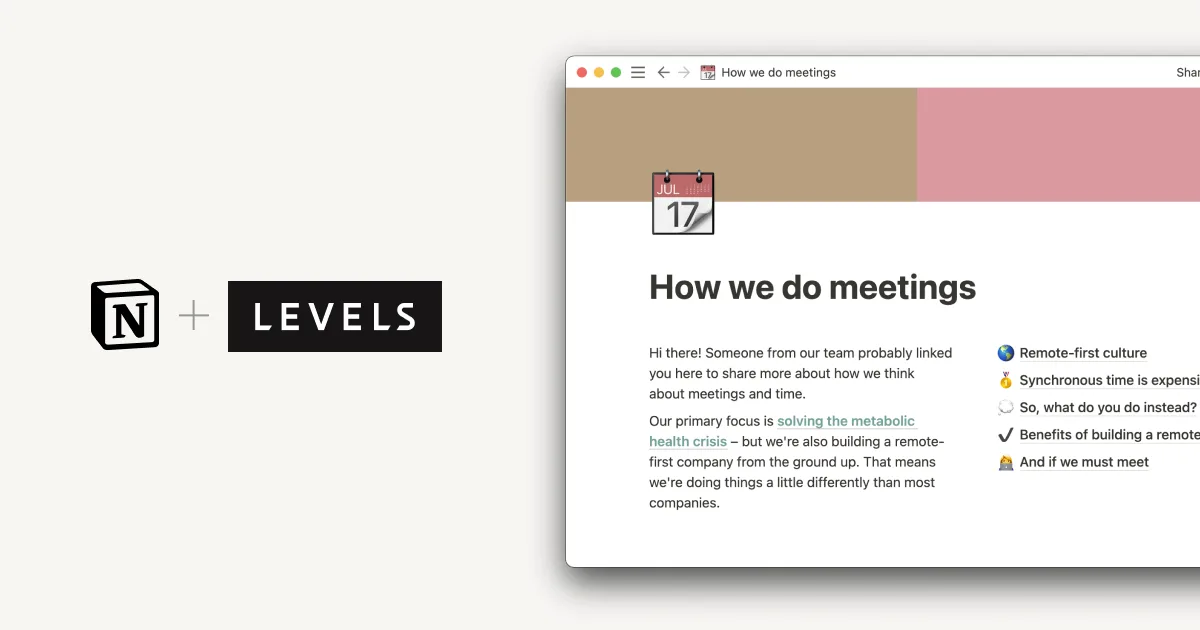 N
LEVELS
How we do meetings
Shar
JUL
17
How we do meetings
Hi there! Someone from our team probably linked
you here to share more about how we think
about meetings and time.
Our primary focus is solving the metabolic
health crisis – but we're also building a remote-
first company from the ground up. That means
we're doing things a little differently than most
companies.
Remote-first culture
Synchronous time is expensi
So, what do you do instead?
Benefits of building a remote
And if we must meet